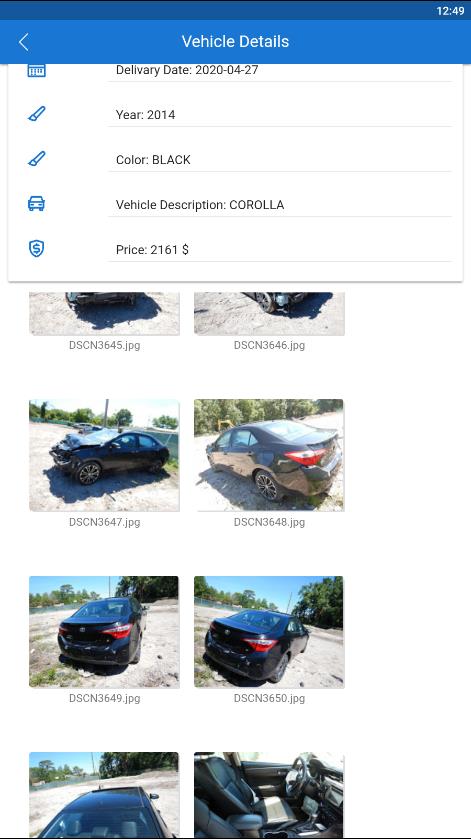 12:49
Vehicle Details
Delivary Date: 2020-04-27
Year: 2014
Color: BLACK
Vehicle Description: COROLLA
Price: 2161 $
DSCN3645.jpg
DSCN3646.jpg
DSCN3647.jpg
DSCN3648.jpg
DSCN3649.jpg
DSCN3650.jpg